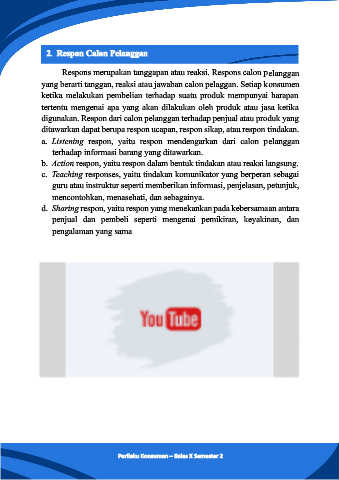 2. Respon Calon Pelanggan
Respons merupakan tanggapan atau reaksi. Respons calon pelanggan
yang berarti tanggan, reaksi atau jawaban calon pelaggan. Setiap konsumen
ketika melakukan pembelian terhadap suatu produk mempunyai harapan
tertentu mengenai apa yang akan dilakukan oleh produk atau jasa ketika
digunakan. Respon dari calon pelanggan terhadap penjual atau produk yang
ditawarkan dapat berupa respon ucapan, respon sikap, atau respon tindakan.
a. Listening respon, yaitu respon mendengarkan dari calon pelanggan
terhadap informasi barang yang ditawarkan.
b. Action respon, yaitu respon dalam bentuk tindakan atau reaksi langsung.
c. Teaching responses, yaitu tindakan komunikator yang berperan sebagai
guru atau instruktur seperti memberikan informasi, penjelasan, petunjuk,
mencontohkan, menasehati, dan sebagainya.
d. Sharing respon, yaitu respon yang menekankan pada kebersamaan antara
penjual dan pembeli seperti mengenai pemikiran, keyakinan, dan
pengalaman yang sama
You Tube
Perilaku Konsumen – Kelas X Semester 2